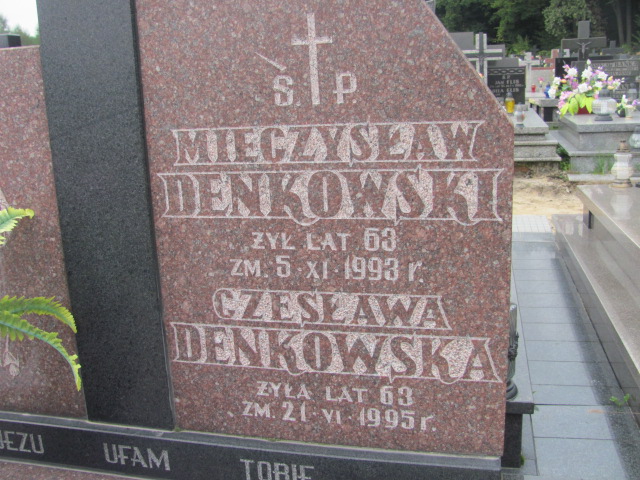 Ś. P
MIECZYSŁAW
DENKOWSKI
ŻYŁ LAT 63
ZM. 5·XI·1993 r.
CZESŁAWA
DENKOWSKA
ŻYŁA LAT 63
ZM. 21·VI·1995 r.
JEZU UFAM TOBIE